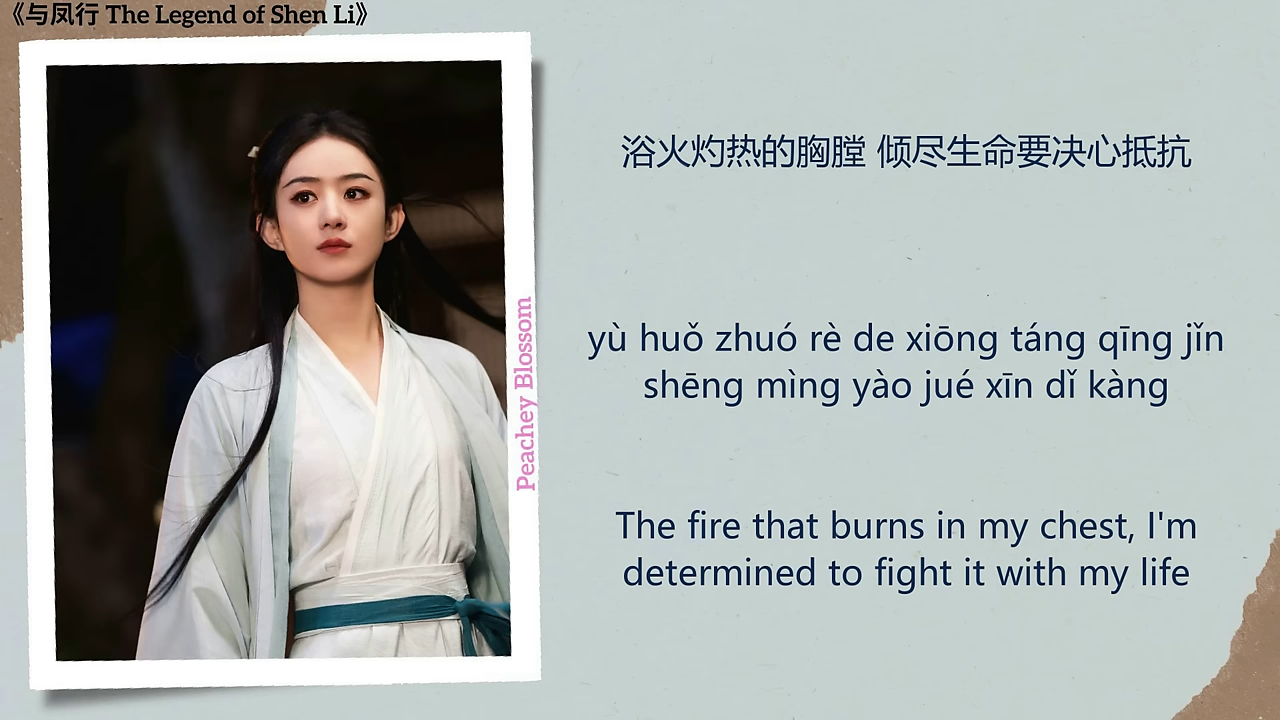 《与凤行 The Legend of Shen Li》
浴火灼热的胸膛 倾尽生命要决心抵抗
yù huǒ zhuó rè de xiōng táng qīng jǐn
shēng mìng yào jué xīn dǐ kàng
The fire that burns in my chest, I'm
determined to fight it with my life
Peachey Blossom